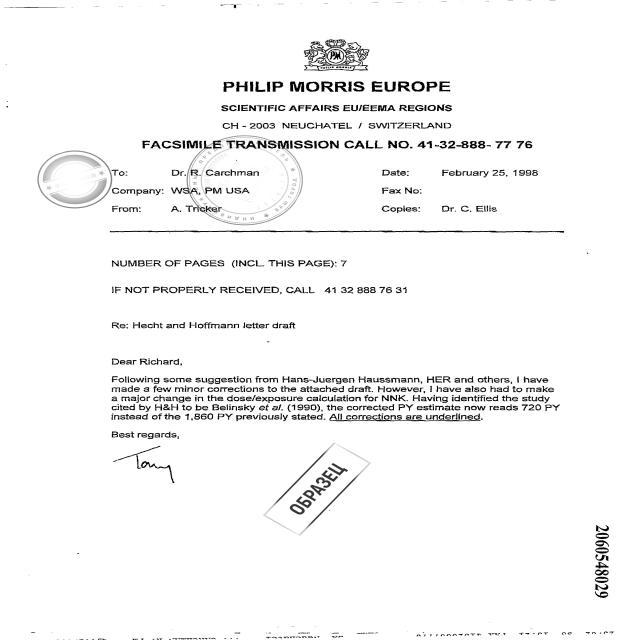 PM
PHILIP MORRIS EUROPE
SCIENTIFIC AFFAIRS EU/EEMA REGIONS
CH - 2003 NEUCHATEL / SWITZERLAND
FACSIMILE TRANSMISSION CALL NO. 41-32-888- 77 76
To: Dr. R. Carchman Date: February 25, 1998
Company: WSA, PM USA Fax No:
From: A. Tricker Copies: Dr. C. Ellis
NUMBER OF PAGES (INCL. THIS PAGE): 7
IF NOT PROPERLY RECEIVED, CALL 41 32 888 76 31
Re: Hecht and Hoffmann letter draft
Dear Richard,
Following some suggestion from Hans-Juergen Haussmann, HER and others, I have
made a few minor corrections to the attached draft. However, I have also had to make
a major change in the dose/exposure calculation for NNK. Having identified the study
cited by H&H to be Belinsky et al. (1990), the corrected PY estimate now reads 720 PY
instead of the 1,860 PY previously stated. All corrections are underlined.
Best regards,
Tony
ОБРАЗЕЦ
2060548029